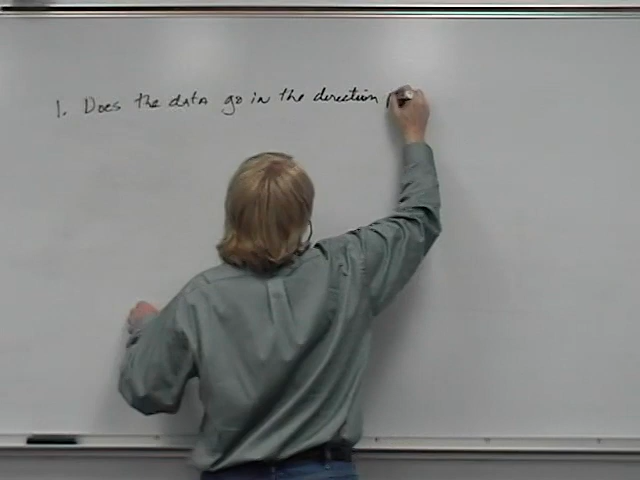 1. Does the data go in the direction